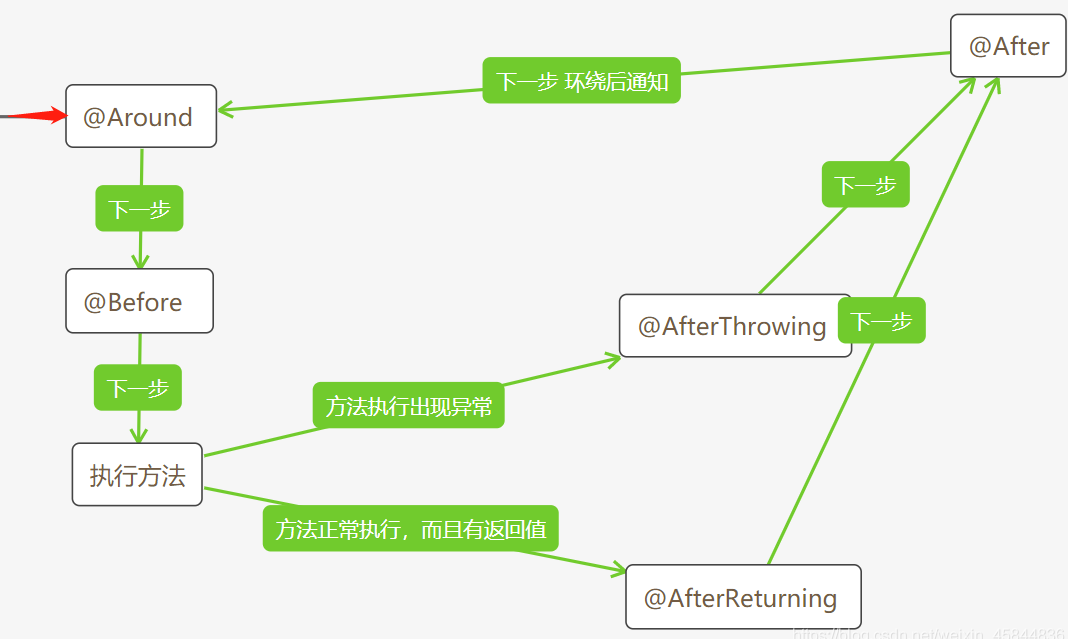 @After
下一步 环绕后通知
@Around
下一步
下一步
@Before
@AfterThrowing
下一步
下一步
方法执行出现异常
执行方法
方法正常执行，而且有返回值
@AfterReturning
https://blog.csdn.net/weixin_45844836